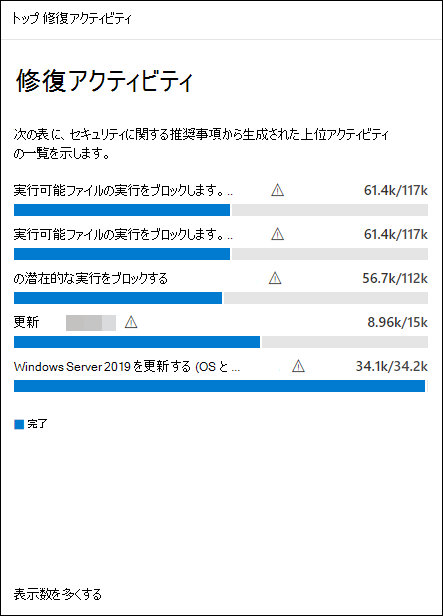 トップ 修復アクティビティ
修復アクティビティ
次の表に、セキュリティに関する推奨事項から生成された上位アクティビティ
の一覧を示します。
実行可能ファイルの実行をブロックします。.. 61.4k/117k
実行可能ファイルの実行をブロックします。.. 61.4k/117k
の潜在的な実行をブロックする 56.7k/112k
更新 8.96k/15k
Windows Server 2019 を更新する (OS と ... 34.1k/34.2k
完了
表示数を多くする